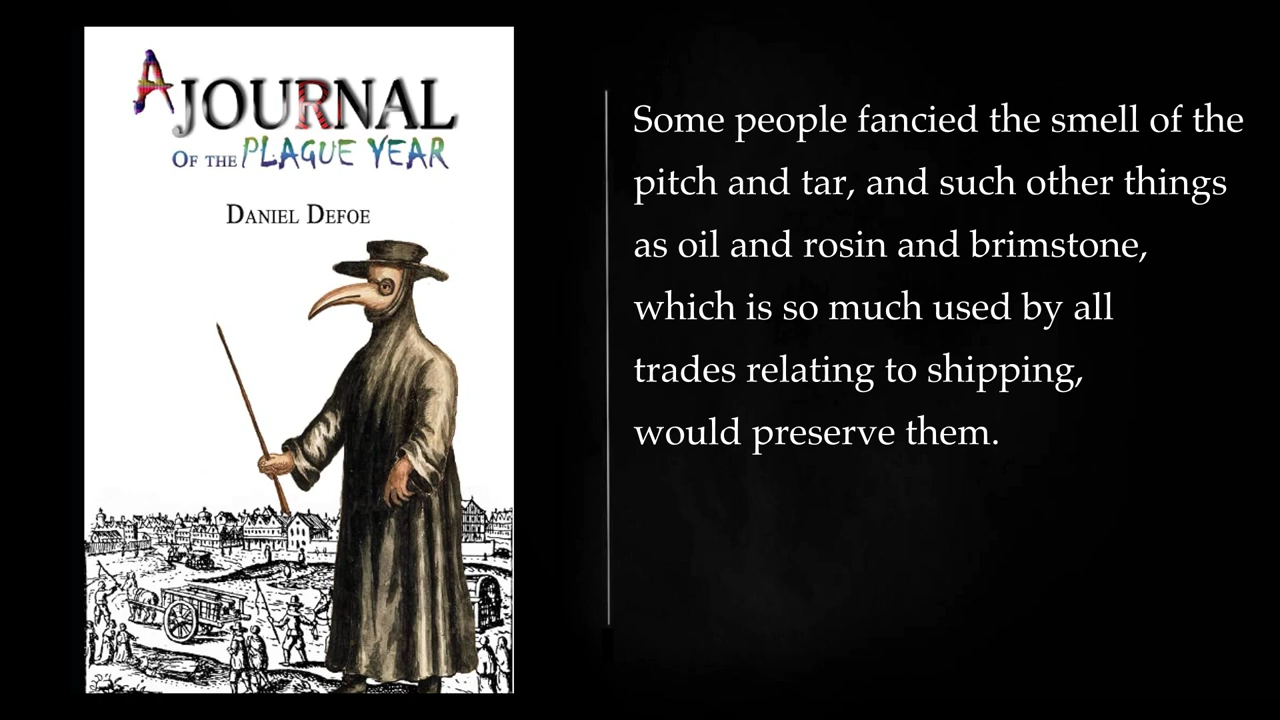 A JOURNAL
OF THE PLAGUE YEAR
DANIEL DEFOE
Some people fancied the smell of the
pitch and tar, and such other things
as oil and rosin and brimstone,
which is so much used by all
trades relating to shipping,
would preserve them.